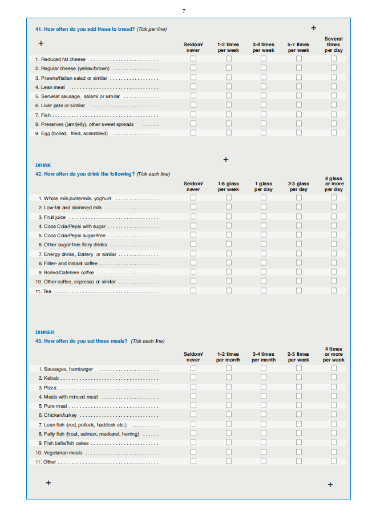 7
41. How often do you add these to bread? (Tick per line)
+
+
Seldom/ never 1-2 times per week 3-4 times per week 5-7 times per week Several times per day
1. Reduced fat cheese
2. Regular cheese (yellow/brown)
3. Prawns/Italian salad or similar
4. Lean meat
5. Servelat sausage, salami or similar
6. Liver pate or similar
7. Fish
8. Preserves (jam/jelly), other sweet spreads
9. Egg (boiled, fried, scrambled)
+
DRINK
42. How often do you drink the following? (Tick each line)
Seldom/ never 1-6 glass per week 1 glass per day 2-3 glass per day 4 glass or more per day
1. Whole milk,buttermilk, yoghurt
2. Low-fat and skimmed milk
3. Fruit juice
4. Coca Cola/Pepsi with sugar
5. Coca Cola/Pepsi sugar-free
6. Other sugar-free fizzy drinks
7. Energy drinks, Battery or similar
8. Filter- and instant coffee
9. Boiled/Cafetiere coffee
10. Other coffee, espresso or similar
11. Tea
DINNER
43. How often do you eat these meals? (Tick each line)
Seldom/ never 1-2 times per month 3-4 times per month 2-3 times per week 4 times or more per week
1. Sausages, hamburger
2. Kebab
3. Pizza
4. Meals with minced meat
5. Pure meat
6. Chicken/turkey
7. Lean fish (cod, pollock, haddock etc.)
8. Fatty fish (trout, salmon, mackerel, herring)
9. Fish balls/fish cakes
10. Vegetarian meals
11. Other
+
+